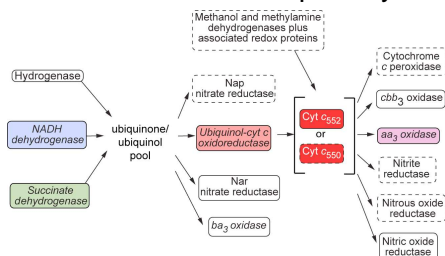 Methanol and methylamine
dehydrogenases plus
associated redox proteins
Hydrogenase
NADH
dehydrogenase
Succinate
dehydrogenase
ubiquinone/
ubiquinol
pool
Nap
nitrate reductase
Ubiquinol-cyt c
oxidoreductase
Nar
nitrate reductase
ba3 oxidase
Cyt c552
or
Cyt c550
Cytochrome
c peroxidase
cbb3 oxidase
aa3 oxidase
Nitrite
reductase
Nitrous oxide
reductase
Nitric oxide
reductase